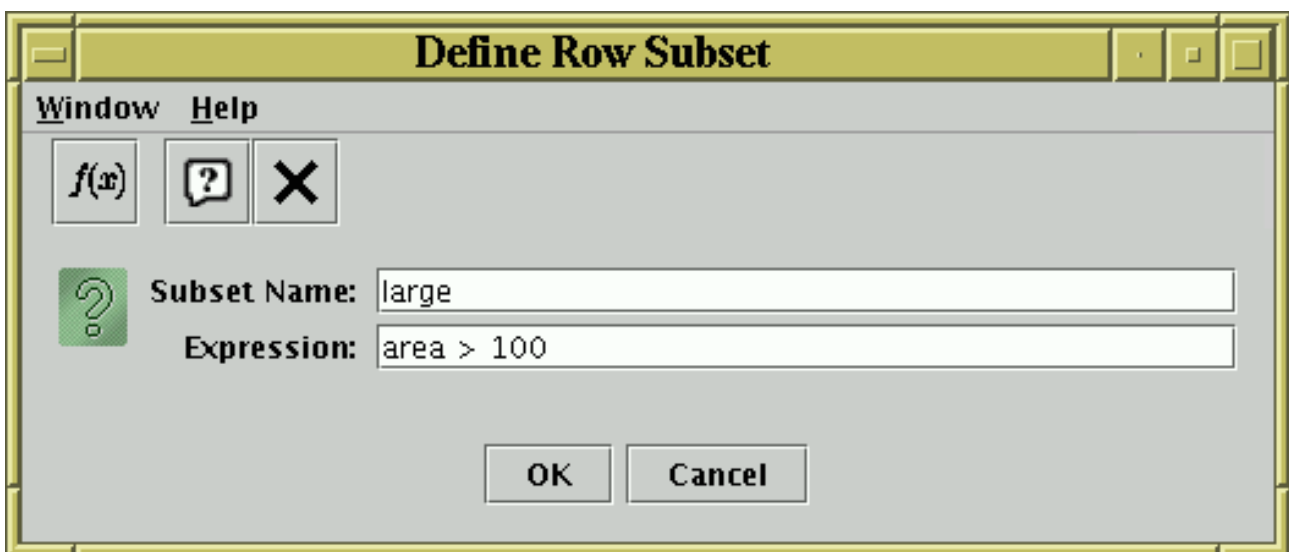 Define Row Subset
Window Help
f(x) ?
Subset Name: large
Expression: area > 100
OK Cancel